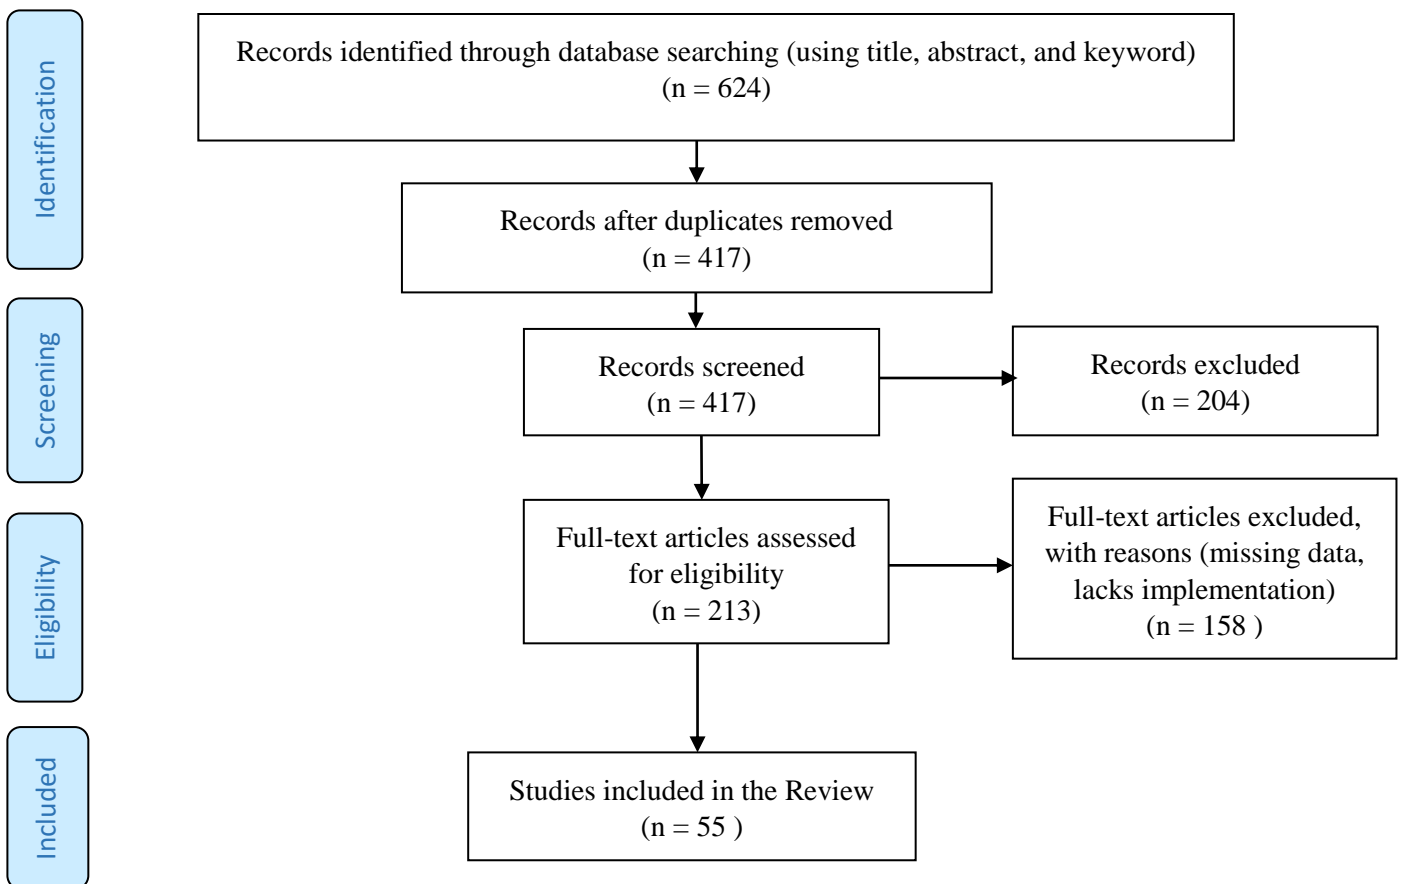 Identification
Records identified through database searching (using title, abstract, and keyword)
(n = 624)
Records after duplicates removed
(n = 417)
Screening
Records screened
(n = 417)
Records excluded
(n = 204)
Eligibility
Full-text articles assessed
for eligibility
(n = 213)
Full-text articles excluded,
with reasons (missing data,
lacks implementation)
(n = 158 )
Included
Studies included in the Review
(n = 55 )